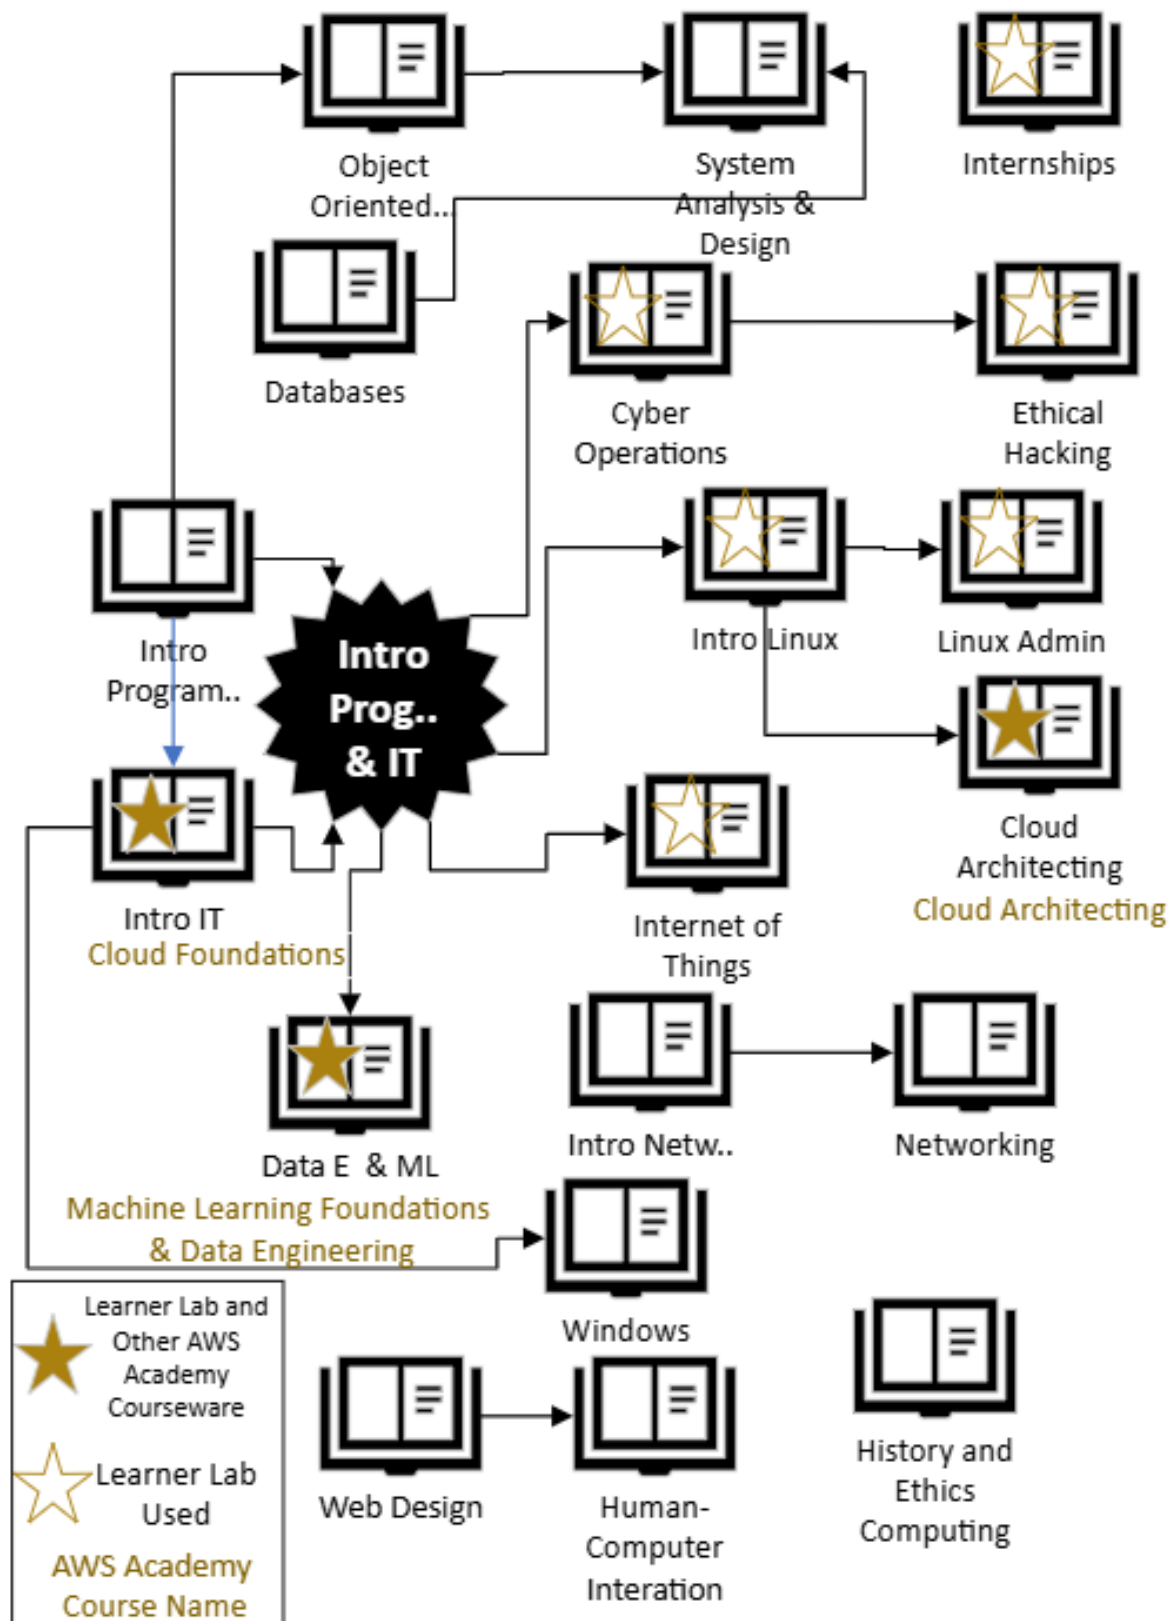 Object
Oriented...
System
Analysis &
Design
Internships
Databases
Cyber
Operations
Ethical
Hacking
Intro
Program..
Intro
Prog..
& IT
Intro Linux
Linux Admin
Intro IT
Cloud Foundations
Cloud
Architecting
Cloud Architecting
Internet of
Things
Data E & ML
Machine Learning Foundations
& Data Engineering
Intro Netw..
Networking
Windows
Learner Lab and
Other AWS
Academy
Courseware
Learner Lab
Used
AWS Academy
Course Name
Web Design
Human-
Computer
Interation
History and
Ethics
Computing